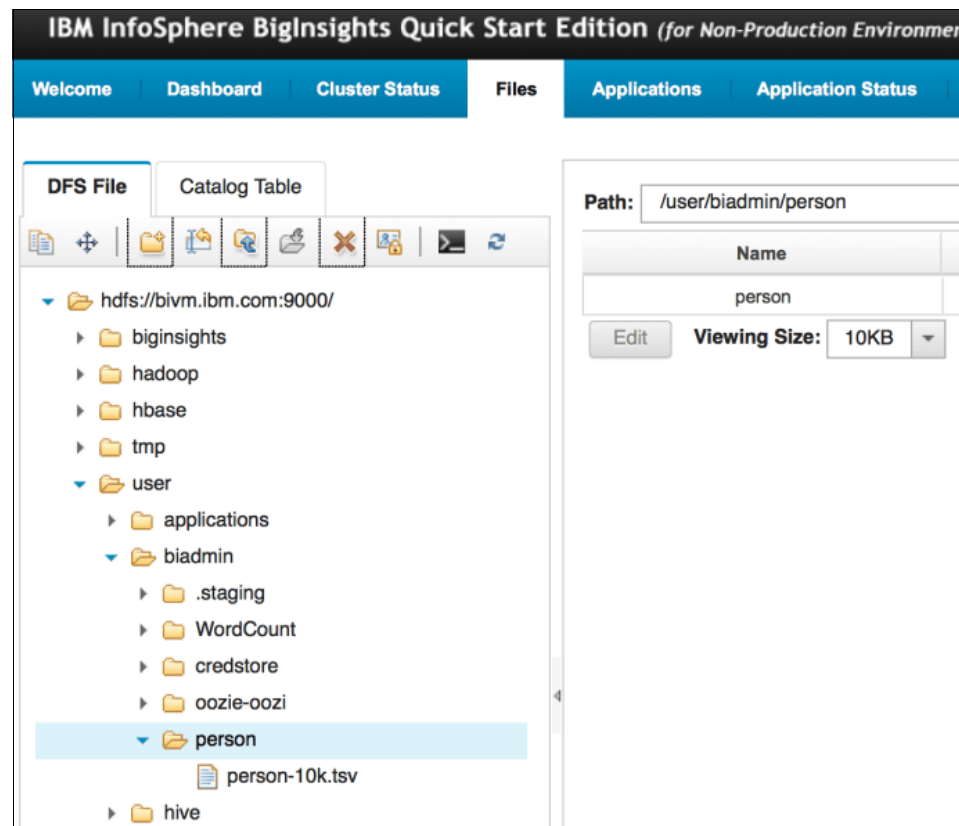 IBM InfoSphere BigInsights Quick Start Edition (for Non-Production Environmen
Welcome Dashboard Cluster Status Files Applications Application Status
DFS File Catalog Table
Path: /user/biadmin/person
Name
person
Edit Viewing Size: 10KB
hdfs://bivm.ibm.com:9000/
biginsights
hadoop
hbase
tmp
user
applications
biadmin
.staging
WordCount
credstore
oozie-oozi
person
person-10k.tsv
hive